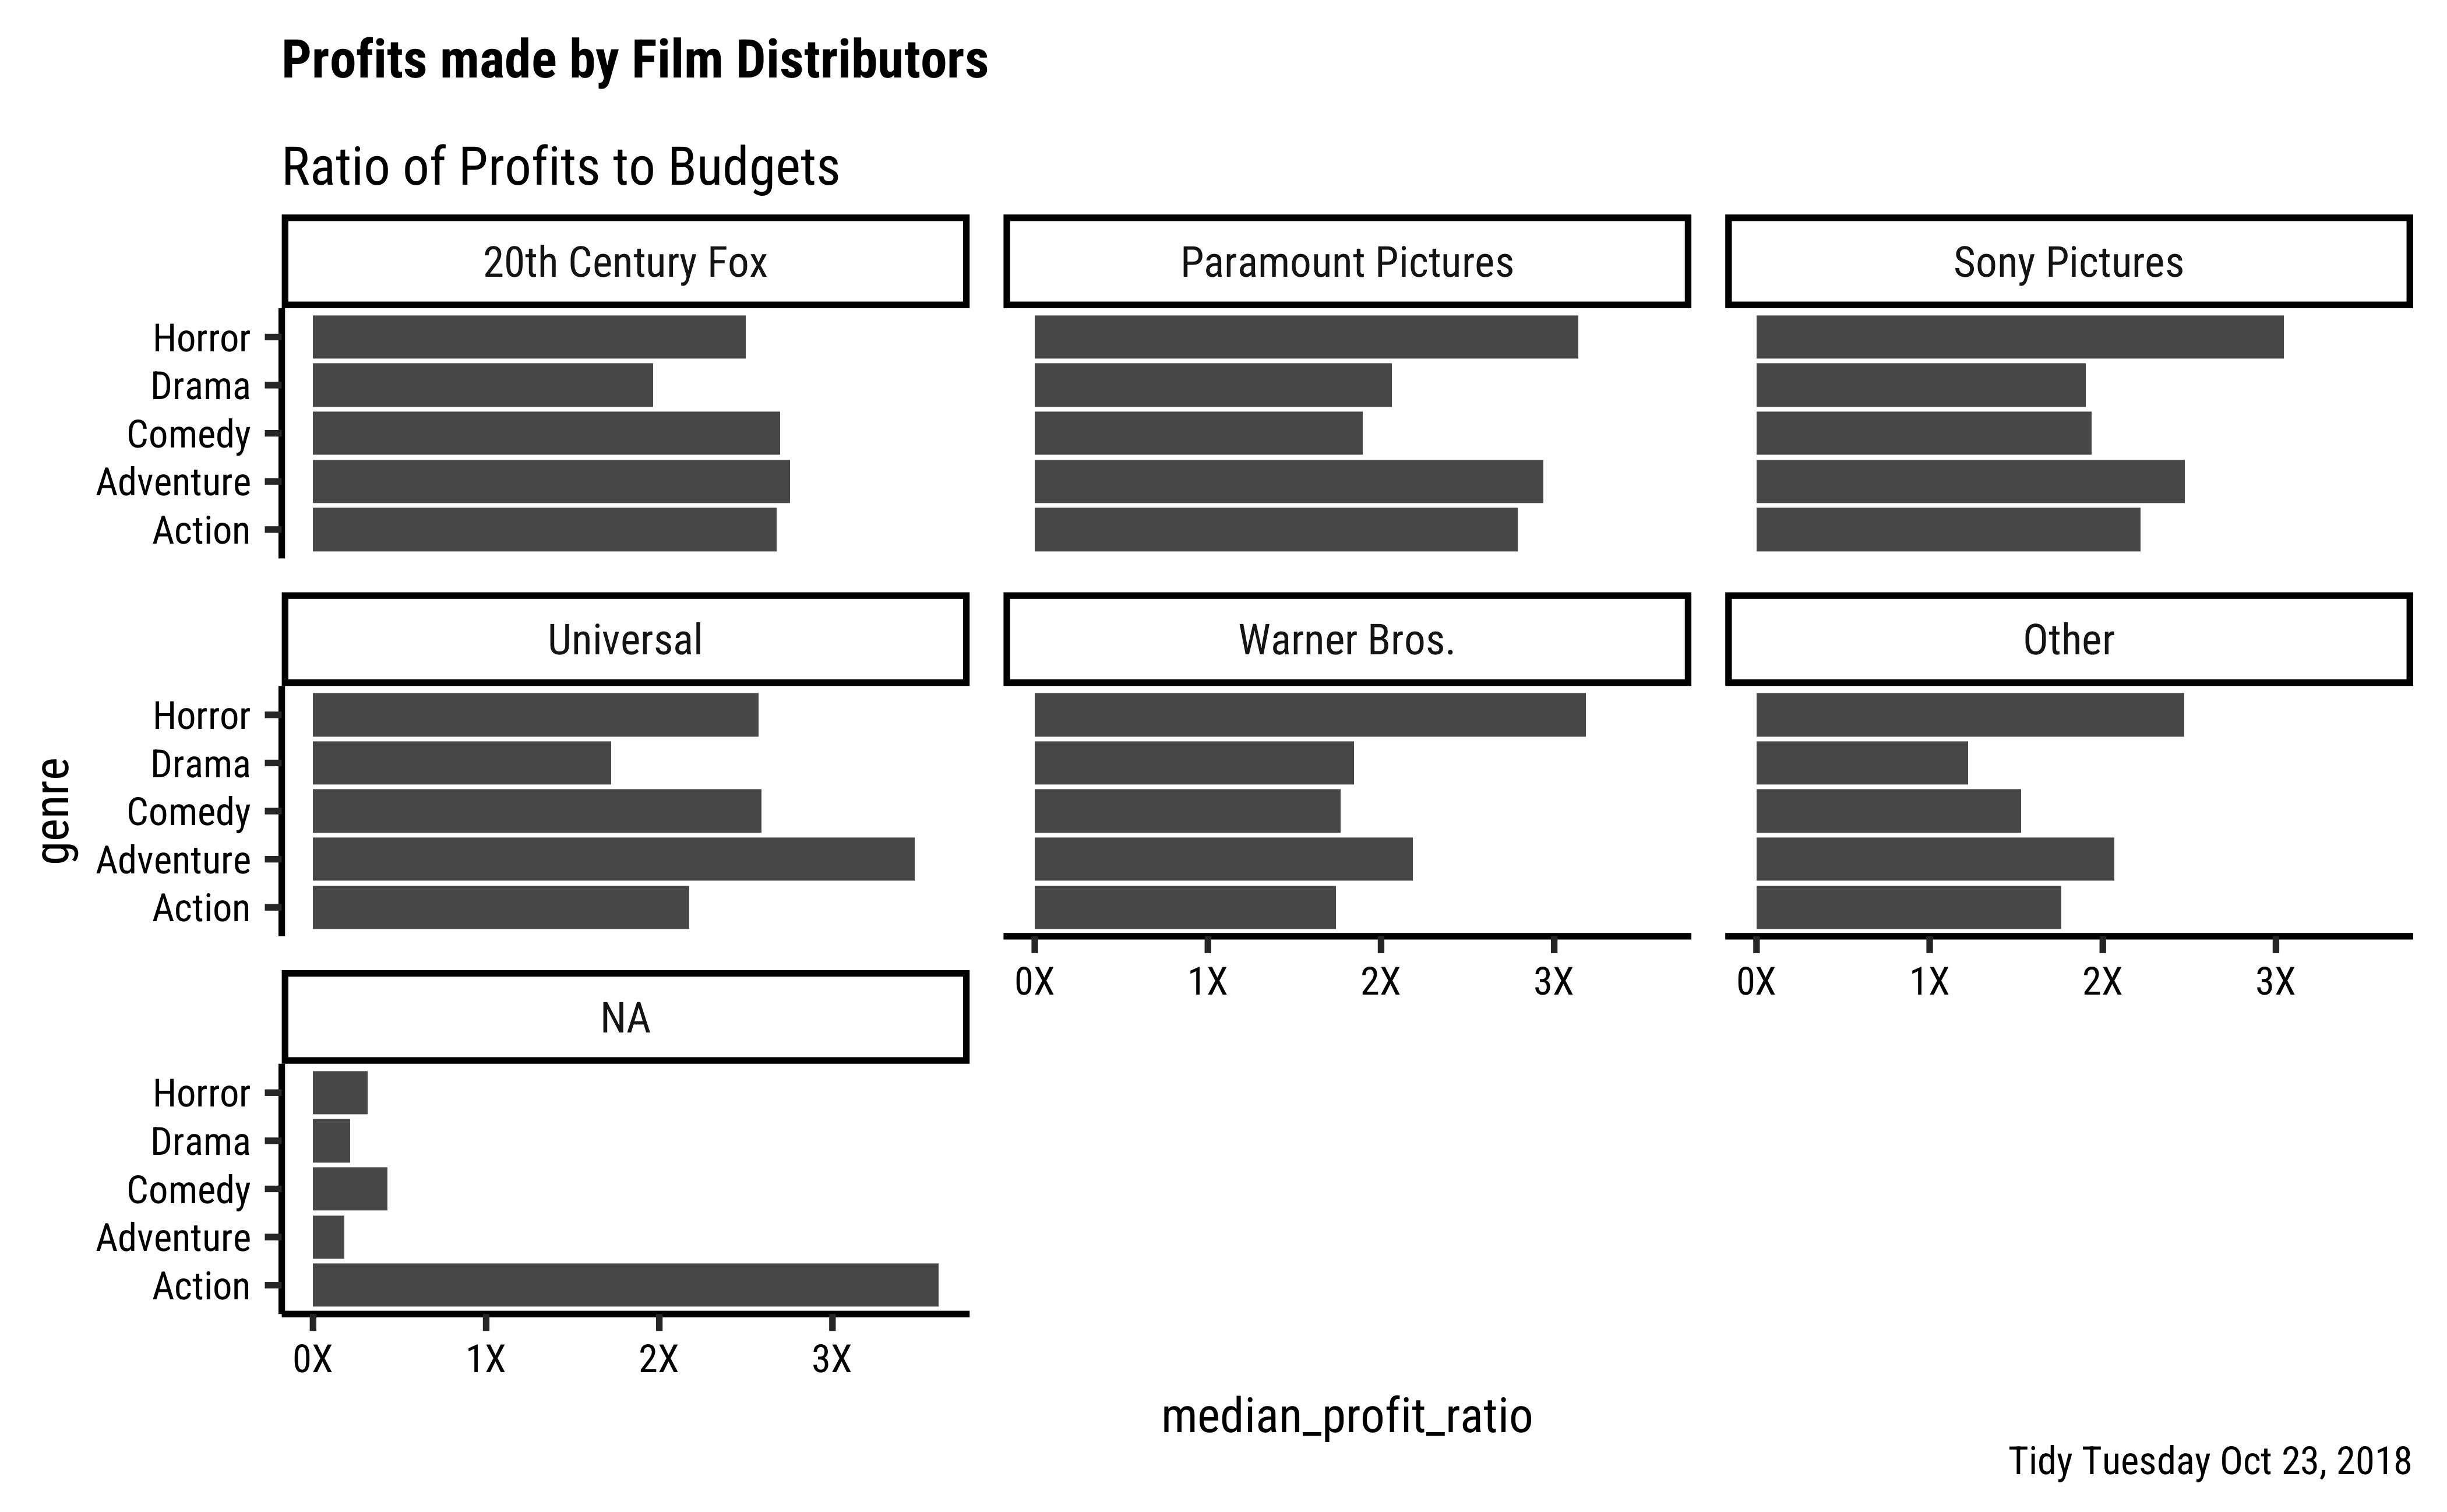 Profits made by Film Distributors
Ratio of Profits to Budgets
20th Century Fox
Paramount Pictures
Sony Pictures
Horror
Drama
Comedy
Adventure
Action
Universal
Warner Bros.
Other
genre
Horror
Drama
Comedy
Adventure
Action
0X 1X 2X 3X
0X 1X 2X 3X
NA
Horror
Drama
Comedy
Adventure
Action
0X 1X 2X 3X
median_profit_ratio
Tidy Tuesday Oct 23, 2018